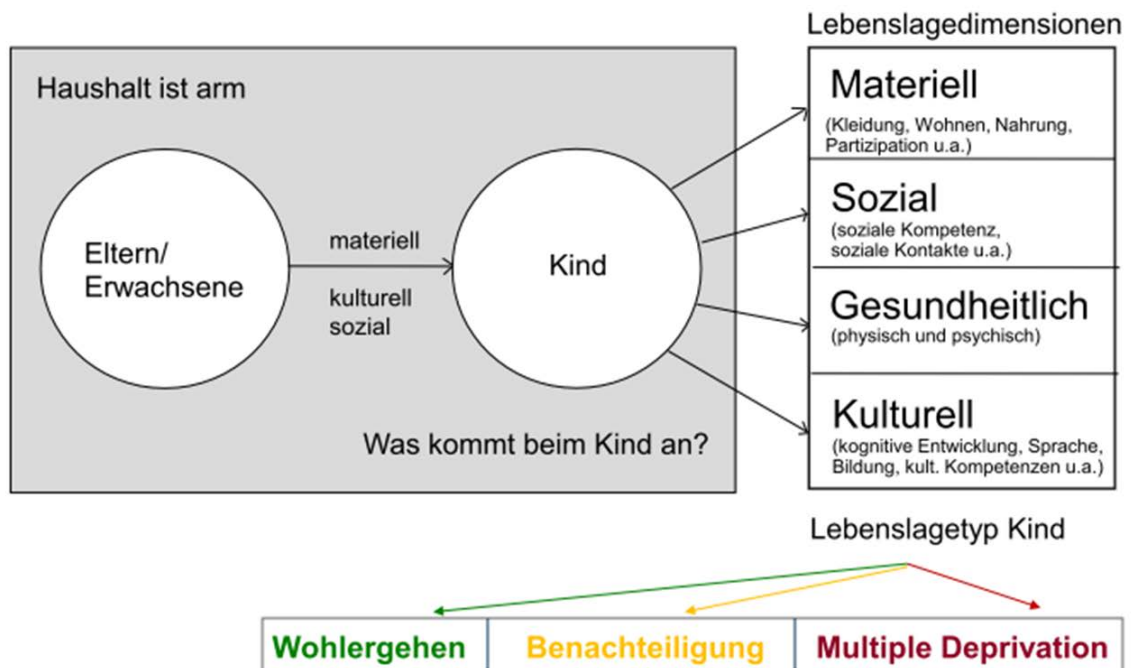 Lebenslagedimensionen
Haushalt ist arm
Eltern/
Erwachsene
materiell
kulturell
sozial
Kind
Was kommt beim Kind an?
Materiell
(Kleidung, Wohnen, Nahrung,
Partizipation u.a.)
Sozial
(soziale Kompetenz,
soziale Kontakte u.a.)
Gesundheitlich
(physisch und psychisch)
Kulturell
(kognitive Entwicklung, Sprache,
Bildung, kult. Kompetenzen u.a.)
Lebenslagetyp Kind
Wohlergehen
Benachteiligung
Multiple Deprivation